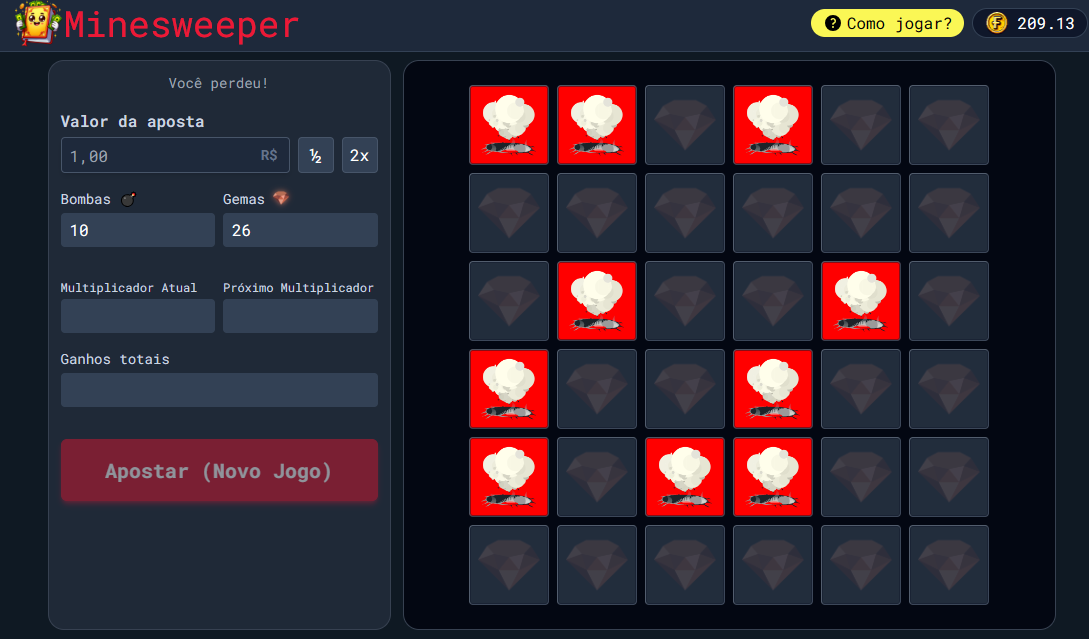 Minesweeper
? Como jogar?
209.13
Você perdeu!
Valor da aposta
1,00 R$ ½ 2x
Bombas Gemas
10 26
Multiplicador Atual Próximo Multiplicador
Ganhos totais
Apostar (Novo Jogo)